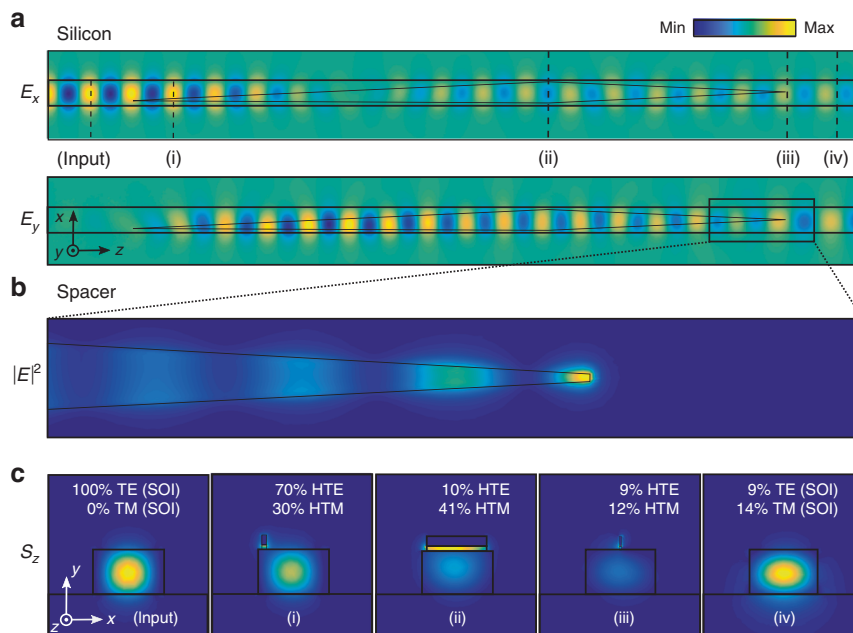 a
Silicon
Min Max
Ex
(Input) (i) (ii) (iii) (iv)
Ey
x
y z
b
Spacer
|E|2
c
100% TE (SOI)
0% TM (SOI)
70% HTE
30% HTM
10% HTE
41% HTM
9% HTE
12% HTM
9% TE (SOI)
14% TM (SOI)
Sz
y
z x
(Input) (i) (ii) (iii) (iv)